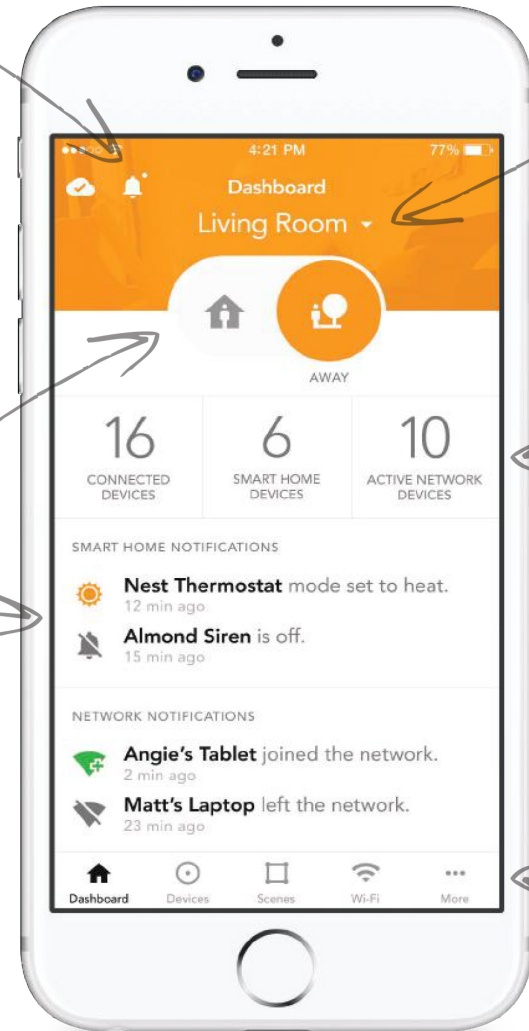 4:21 PM 77%
Dashboard
Living Room
AWAY
16 6 10
CONNECTED DEVICES SMART HOME DEVICES ACTIVE NETWORK DEVICES
SMART HOME NOTIFICATIONS
Nest Thermostat mode set to heat.
12 min ago
Almond Siren is off.
15 min ago
NETWORK NOTIFICATIONS
Angie's Tablet joined the network.
2 min ago
Matt's Laptop left the network.
23 min ago
Dashboard Devices Scenes Wi-Fi More